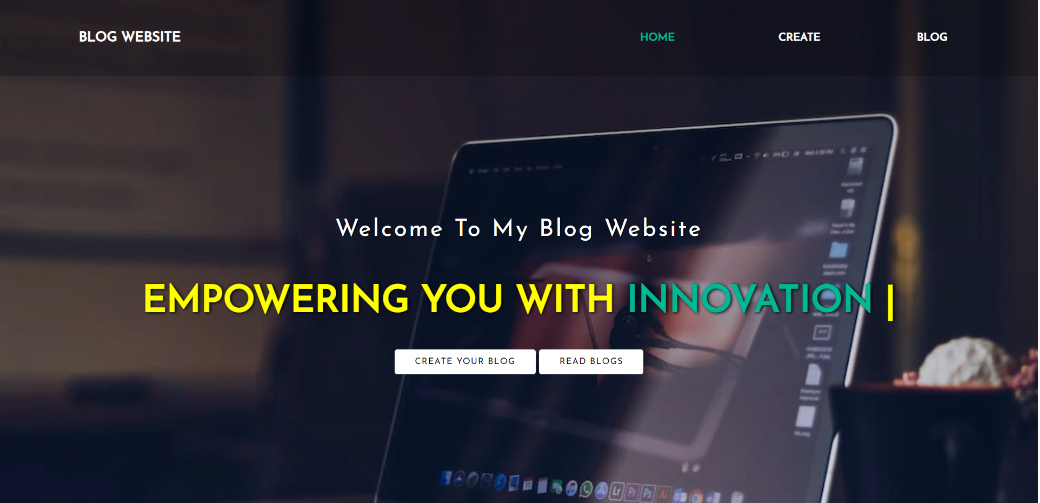 BLOG WEBSITE
HOME
CREATE
BLOG
Welcome To My Blog Website
EMPOWERING YOU WITH INNOVATION |
CREATE YOUR BLOG
READ BLOGS